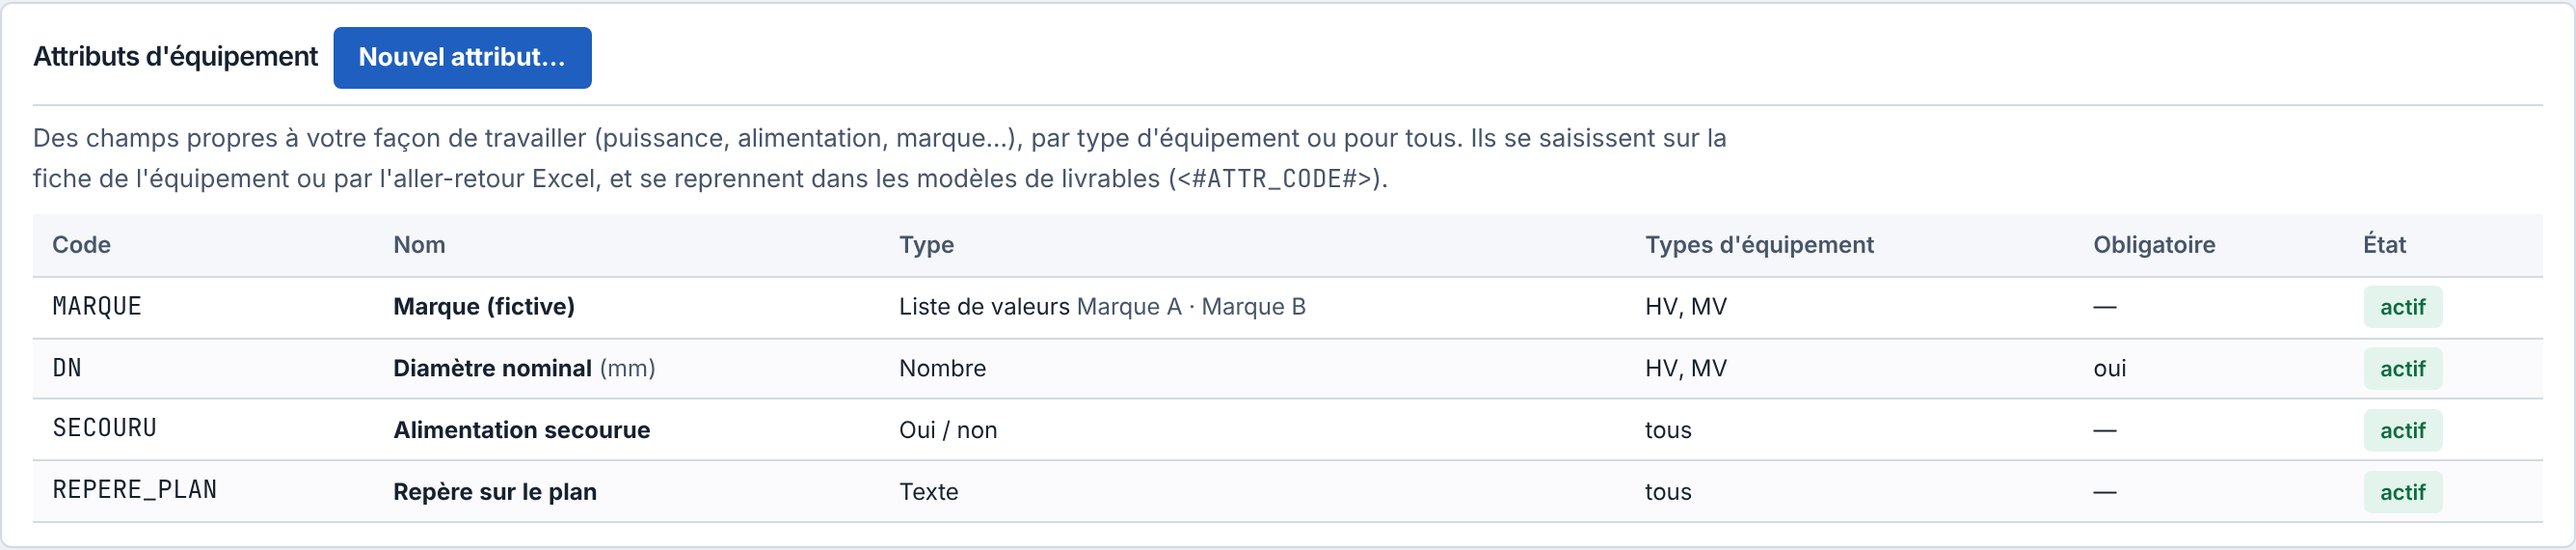 Attributs d'équipement Nouvel attribut...
Des champs propres à votre façon de travailler (puissance, alimentation, marque...), par type d'équipement ou pour tous. Ils se saisissent sur la
fiche de l'équipement ou par l'aller-retour Excel, et se reprennent dans les modèles de livrables (<#ATTR_CODE#>).
Code Nom Type Types d'équipement Obligatoire État
MARQUE Marque (fictive) Liste de valeurs Marque A · Marque B HV, MV — actif
DN Diamètre nominal (mm) Nombre HV, MV oui actif
SECOURU Alimentation secourue Oui / non tous — actif
REPERE_PLAN Repère sur le plan Texte tous — actif